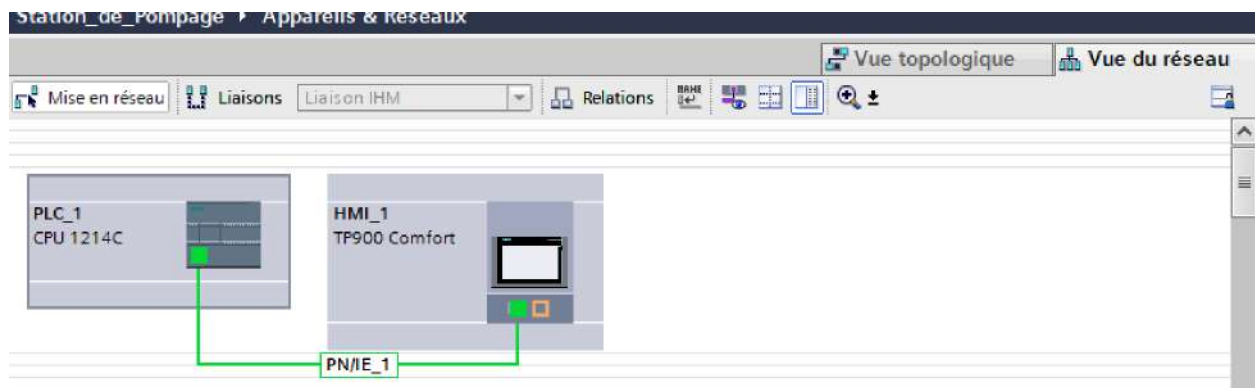 Station_de_Pompage ▸ Appareils & Réseaux
Vue topologique
Vue du réseau
Mise en réseau
Liaisons
Liaison IHM
Relations
PLC_1
CPU 1214C
HMI_1
TP900 Comfort
PN/IE_1